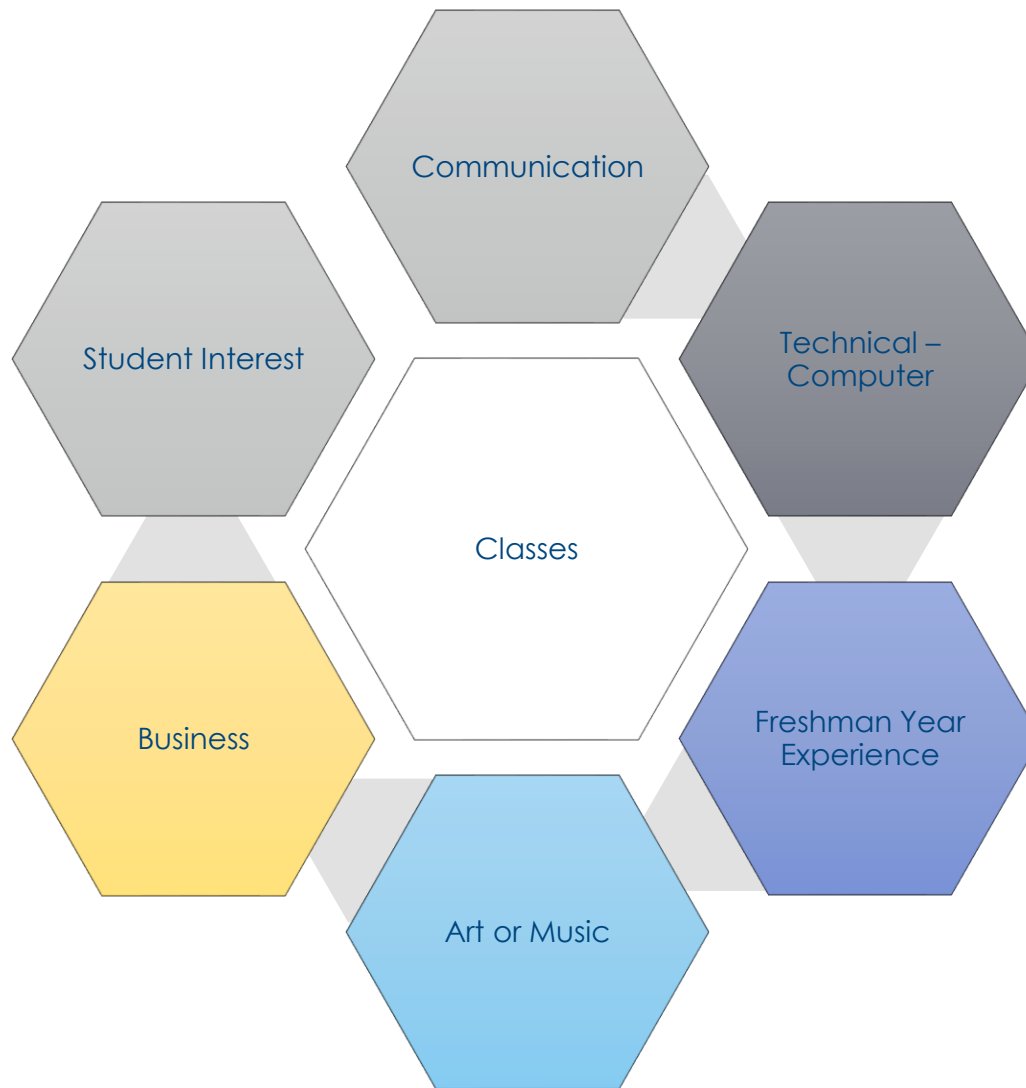 Communication
Technical –
Computer
Freshman Year
Experience
Art or Music
Business
Student Interest
Classes